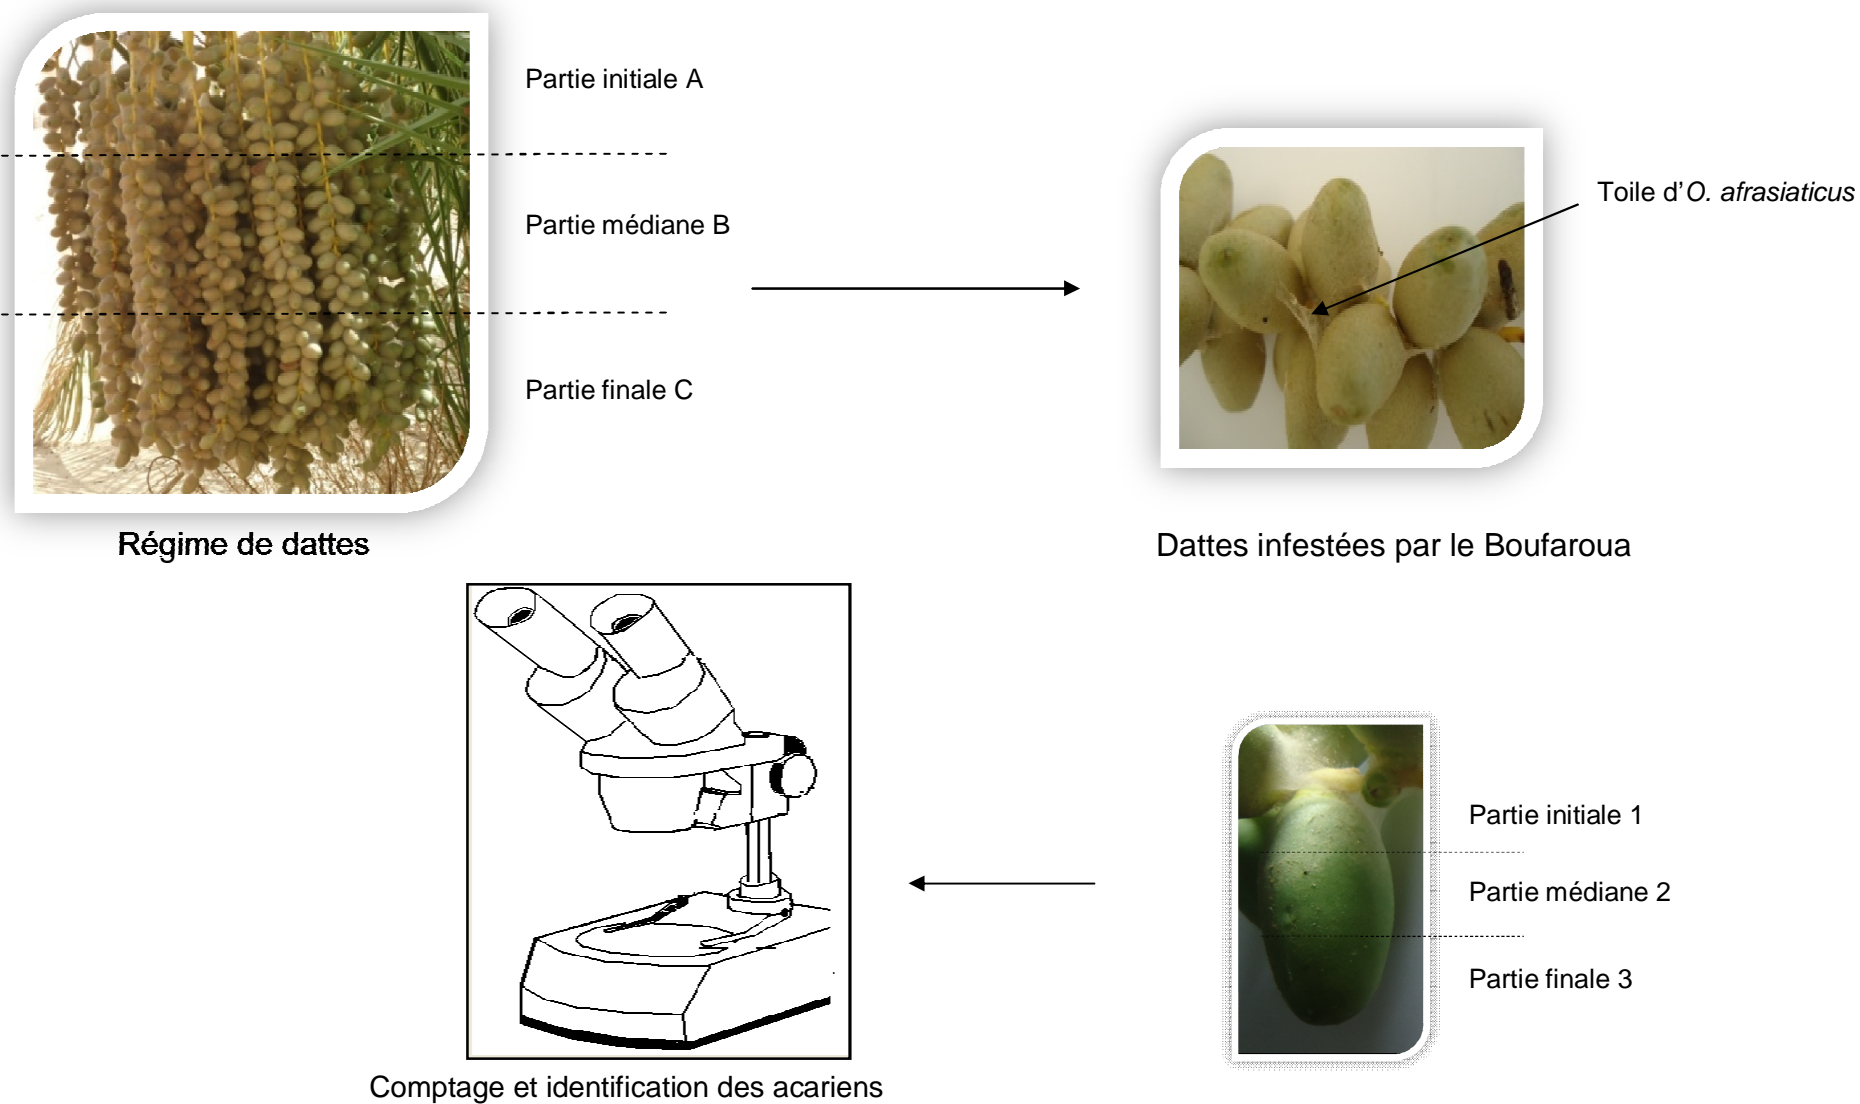 Partie initiale A
Partie médiane B
Partie finale C
Régime de dattes
Toile d’O. afrasiaticus
Dattes infestées par le Boufaroua
Partie initiale 1
Partie médiane 2
Partie finale 3
Comptage et identification des acariens